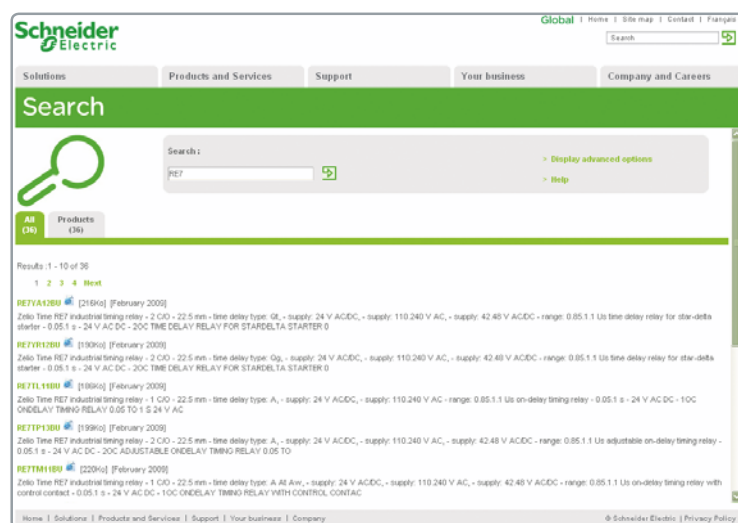 Schneider
Electric
Global | Home | Site map | Contact | Français
Search
Solutions
Products and Services
Support
Your business
Company and Careers
Search
Search :
RE7
> Display advanced options
> Help
All
(36)
Products
(36)
Results :1 - 10 of 36
1 2 3 4 Next
RE7YA12BU [216Ko] [February 2009]
Zelio Time RE7 industrial timing relay - 2 C/O - 22.5 mm - time delay type: Qt, - supply: 24 V AC/DC, - supply: 110.240 V AC, - supply: 42.48 V AC/DC - range: 0.85.1.1 Us time delay relay for star-delta
starter - 0.05.1 s - 24 V AC DC - 2OC TIME DELAY RELAY FOR STARDELTA STARTER 0
RE7YR12BU [190Ko] [February 2009]
Zelio Time RE7 industrial timing relay - 2 C/O - 22.5 mm - time delay type: Qg, - supply: 24 V AC/DC, - supply: 110.240 V AC, - supply: 42.48 V AC/DC - range: 0.85.1.1 Us time delay relay for star-delta
starter - 0.05.1 s - 24 V AC DC - 2OC TIME DELAY RELAY FOR STARDELTA STARTER 0
RE7TL11BU [186Ko] [February 2009]
Zelio Time RE7 industrial timing relay - 1 C/O - 22.5 mm - time delay type: A, - supply: 24 V AC/DC, - supply: 110.240 V AC - range: 0.85.1.1 Us on-delay timing relay - 0.05.1 s - 24 V AC DC - 1OC
ONDELAY TIMING RELAY 0.05 TO 1 S 24 V AC
RE7TP13BU [199Ko] [February 2009]
Zelio Time RE7 industrial timing relay - 2 C/O - 22.5 mm - time delay type: A, - supply: 24 V AC/DC, - supply: 110.240 V AC, - supply: 42.48 V AC/DC - range: 0.85.1.1 Us adjustable on-delay timing relay -
0.05.1 s - 24 V AC DC - 2OC ADJUSTABLE ONDELAY TIMING RELAY 0.05 TO
RE7TM11BU [220Ko] [February 2009]
Zelio Time RE7 industrial timing relay - 1 C/O - 22.5 mm - time delay type: A At Aw, - supply: 24 V AC/DC, - supply: 110.240 V AC, - supply: 42.48 V AC/DC - range: 0.85.1.1 Us on-delay timing relay with
control contact - 0.05.1 s - 24 V AC DC - 1OC ONDELAY TIMING RELAY WITH CONTROL CONTAC
Home | Solutions | Products and Services | Support | Your business | Company
© Schneider Electric | Privacy Policy